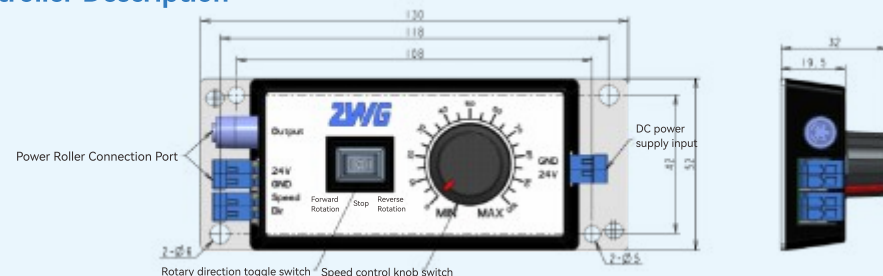 troller Description
130
118
108
32
19.5
ZWG
Output
24V
GND
Speed
Dir
Forward Rotation
Stop
Reverse Rotation
MIN
MAX
GND
24V
DC power supply input
42
52
Power Roller Connection Port
2-Ø6
2-Ø5
Rotary direction toggle switch
Speed control knob switch